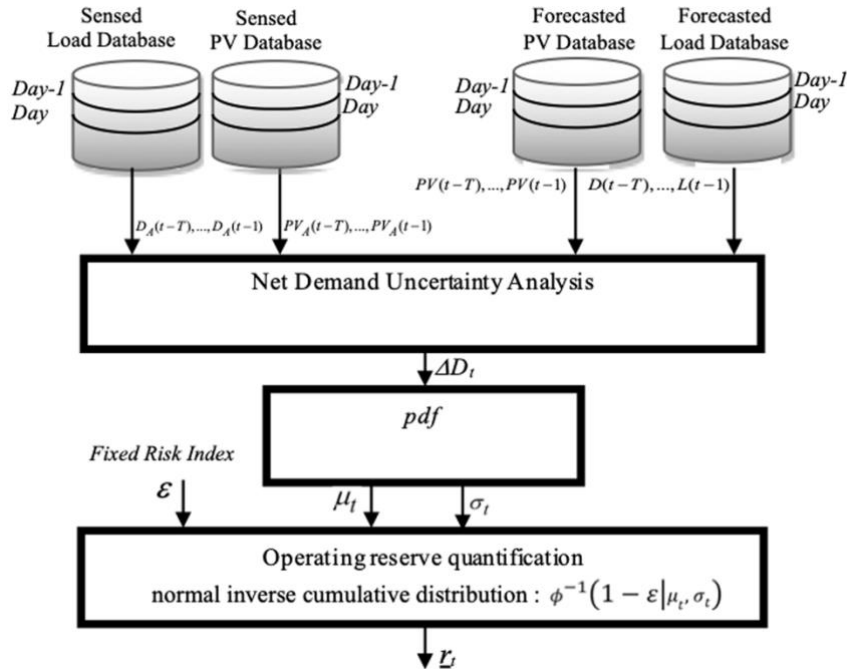 Sensed
Load Database
Sensed
PV Database
Forecasted
PV Database
Forecasted
Load Database
Day-1
Day
Day-1
Day
Day-1
Day
Day-1
Day
PV(t−T),...,PV(t−1)
D(t−T),...,L(t−1)
D_A(t−T),...,D_A(t−1)
PV_A(t−T),...,PV_A(t−1)
Net Demand Uncertainty Analysis
ΔD_t
pdf
Fixed Risk Index
ε
μ_t
σ_t
Operating reserve quantification
normal inverse cumulative distribution : ϕ⁻¹(1 − ε|μ_t, σ_t)
r_t